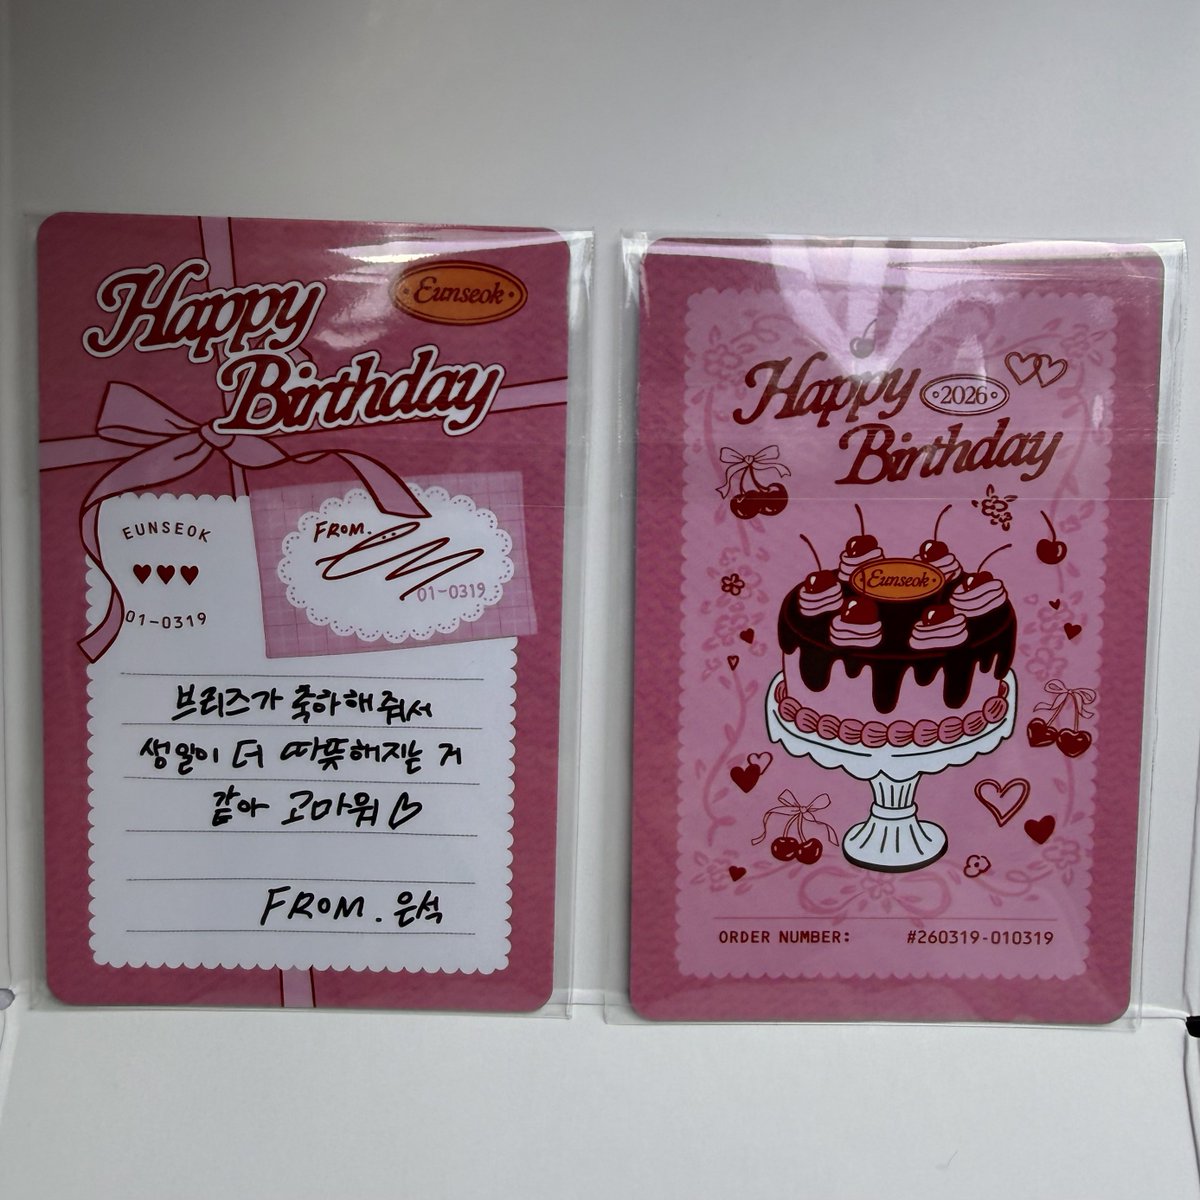 Happy
Birthday
Eunseok
EUNSEOK
01-0319
FROM.
01-0319
브리즈가 축하해줘서
생일이 더 따뜻해지는 거
같아 고마워♡
FROM. 은석
Happy
2026
Birthday
Eunseok
ORDER NUMBER: #260319-010319